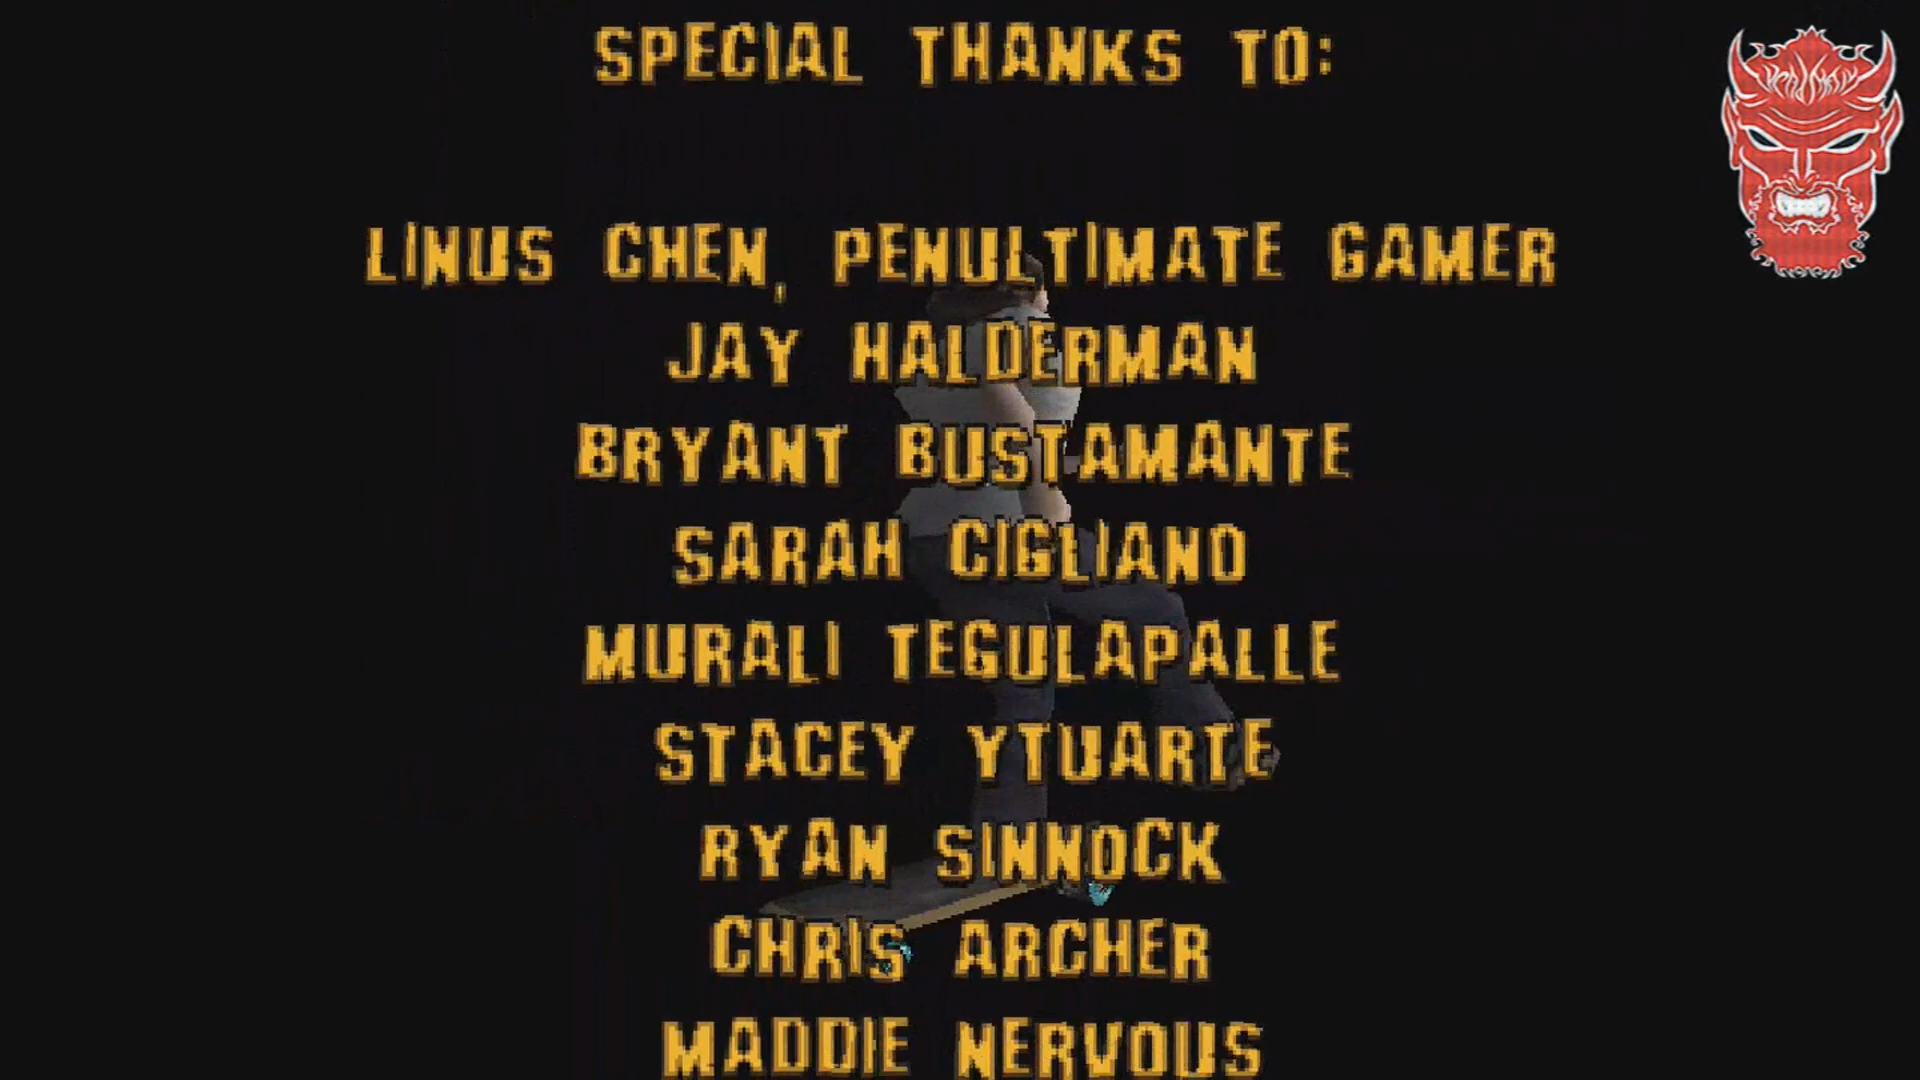 SPECIAL THANKS TO:
LINUS CHEN, PENULTIMATE GAMER
JAY HALDERMAN
BRYANT BUSTAMANTE
SARAH CIGLIANO
MURALI TEGULAPALLE
STACEY YTUARTE
RYAN SINNOCK
CHRIS ARCHER
MADDIE NERVOUS